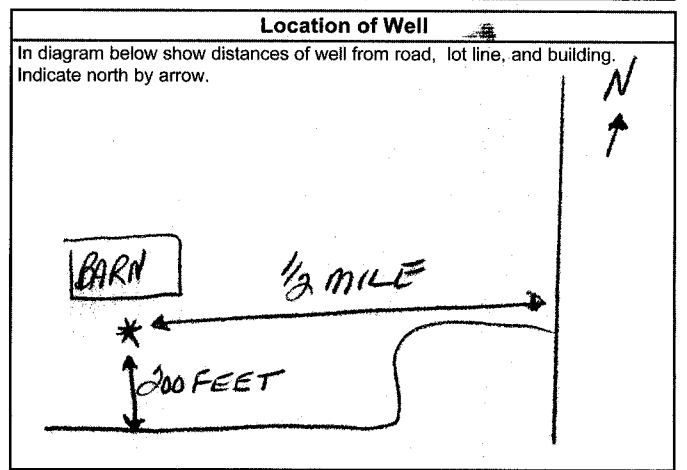 Location of Well
In diagram below show distances of well from road, lot line, and building.
Indicate north by arrow.
N
BARN
1/2 MILE
200 FEET